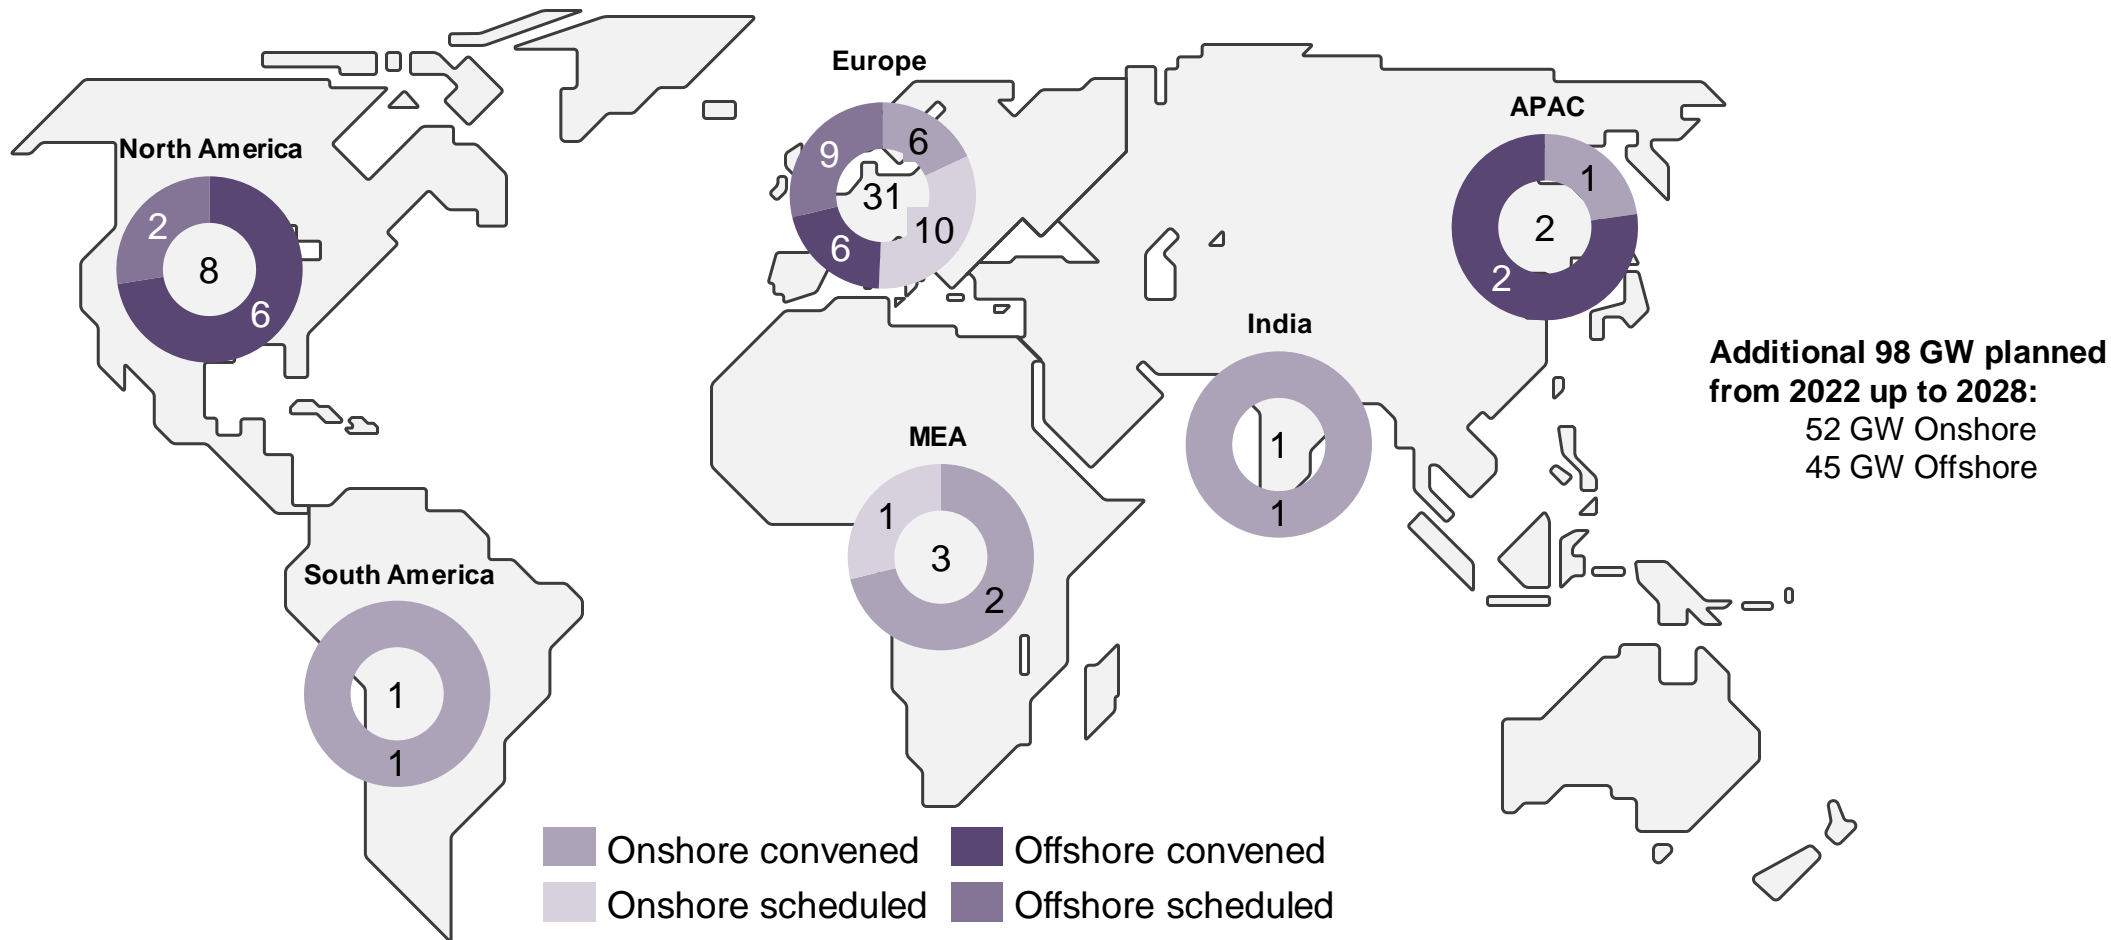 Europe
6
9
31
10
6
APAC
1
2
2
North America
2
8
6
India
1
1
Additional 98 GW planned
from 2022 up to 2028:
52 GW Onshore
45 GW Offshore
MEA
1
3
2
South America
1
1
Onshore convened
Offshore convened
Onshore scheduled
Offshore scheduled